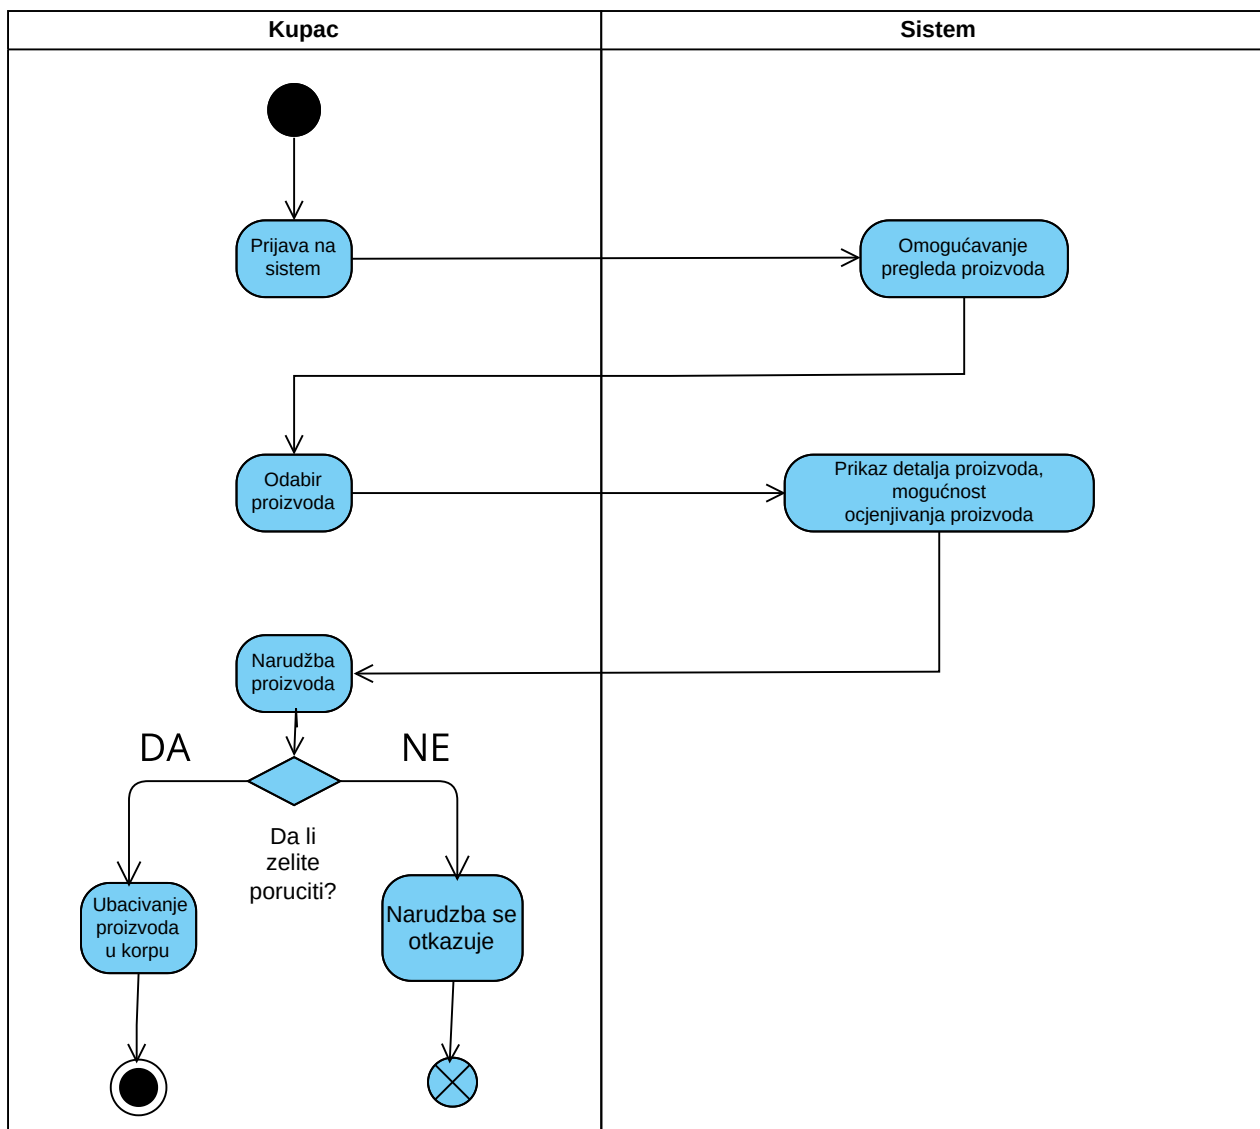 Kupac
Sistem
Prijava na
sistem
Omogućavanje
pregleda proizvoda
Odabir
proizvoda
Prikaz detalja proizvoda,
mogućnost
ocjenjivanja proizvoda
Narudžba
proizvoda
DA
NE
Da li
zelite
poruciti?
Ubacivanje
proizvoda
u korpu
Narudzba se
otkazuje